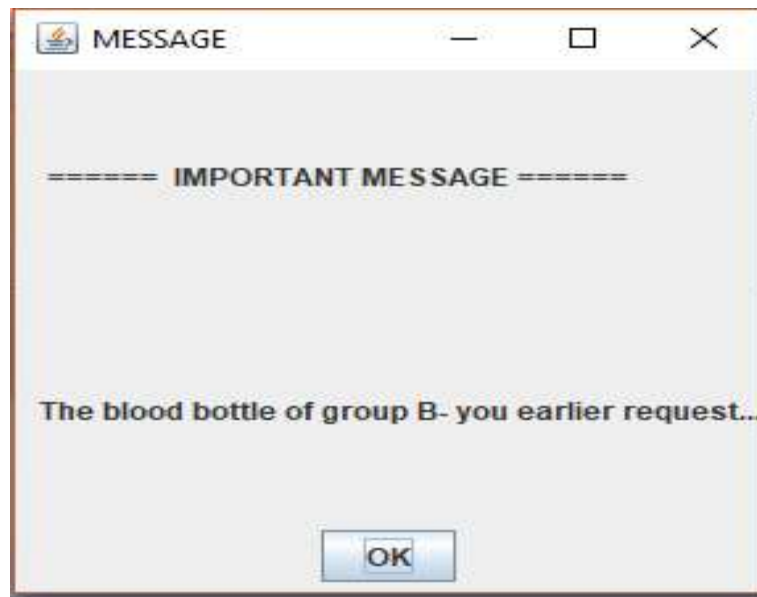 MESSAGE
====== IMPORTANT MESSAGE ======
The blood bottle of group B- you earlier request...
OK